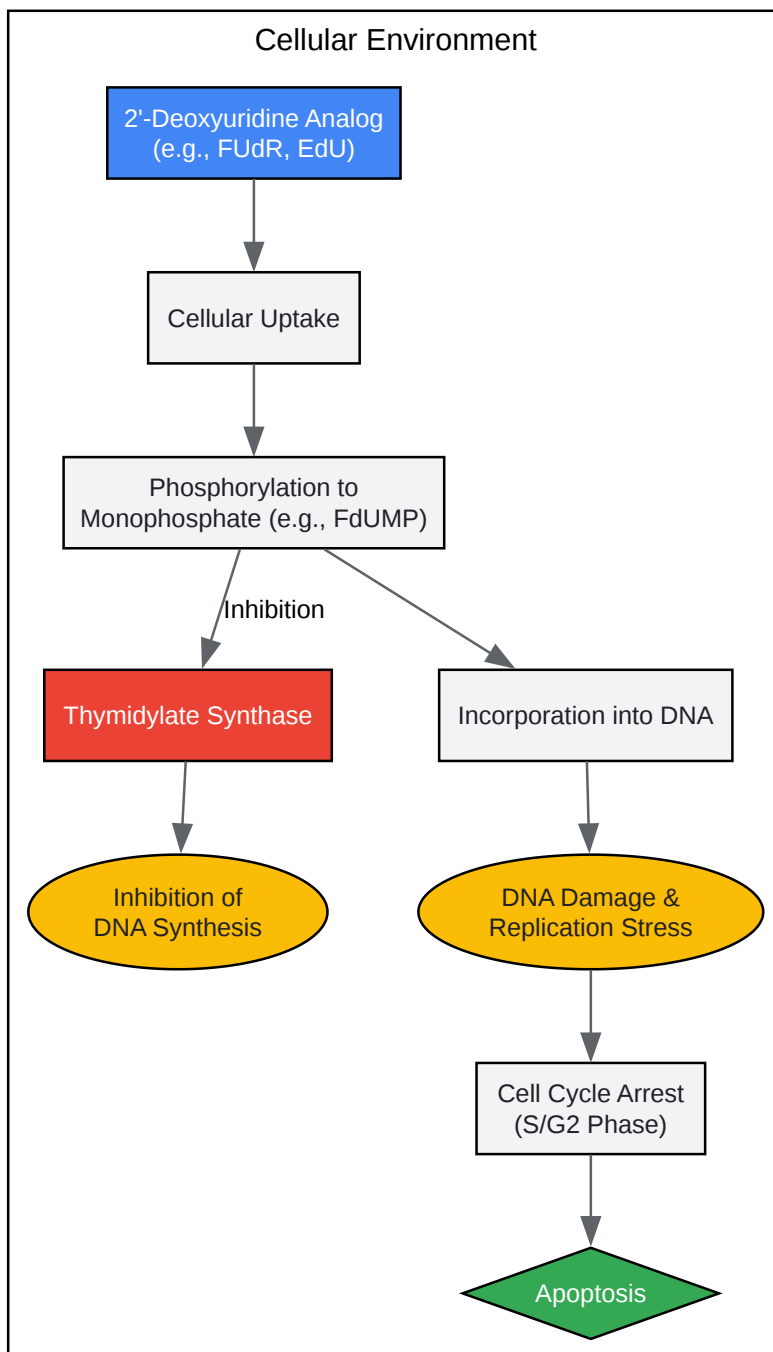 Cellular Environment
2'-Deoxyuridine Analog
(e.g., FUdR, EdU)
Cellular Uptake
Phosphorylation to
Monophosphate (e.g., FdUMP)
Inhibition
Thymidylate Synthase
Incorporation into DNA
Inhibition of
DNA Synthesis
DNA Damage &
Replication Stress
Cell Cycle Arrest
(S/G2 Phase)
Apoptosis